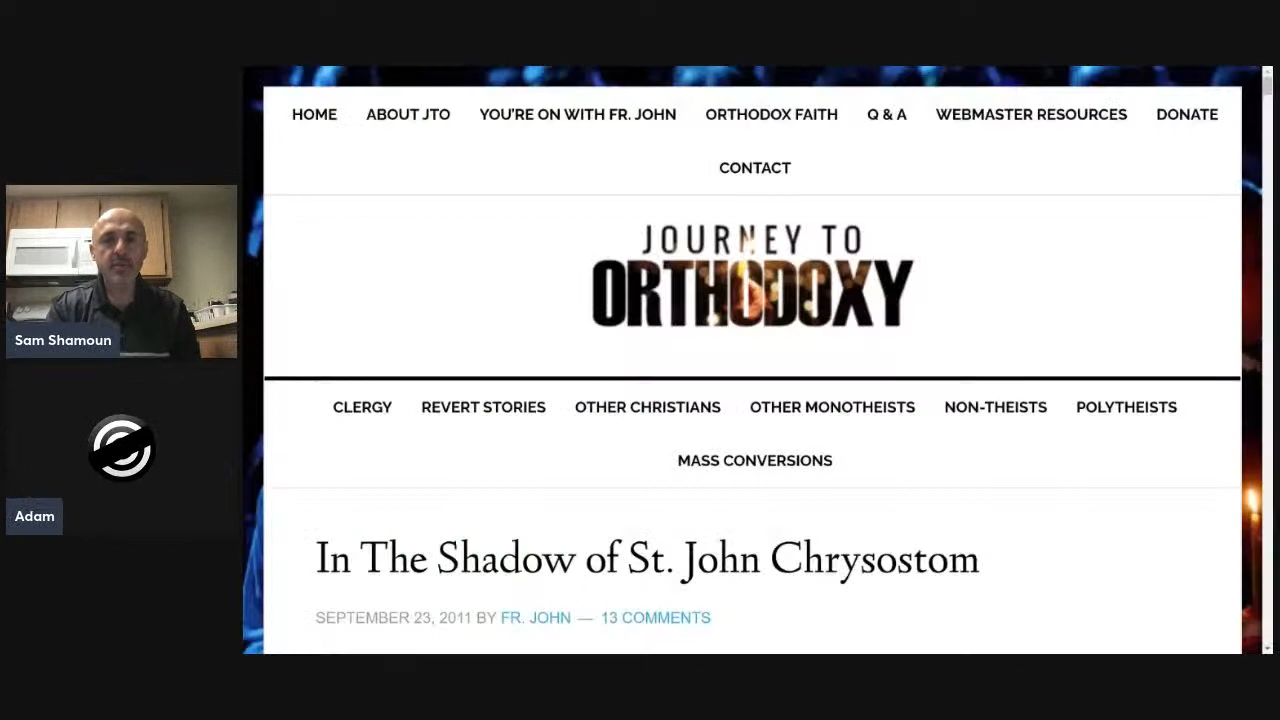 HOME ABOUT JTO YOU'RE ON WITH FR. JOHN ORTHODOX FAITH Q & A WEBMASTER RESOURCES DONATE
CONTACT
JOURNEY TO
ORTHODOXY
CLERGY REVERT STORIES OTHER CHRISTIANS OTHER MONOTHEISTS NON-THEISTS POLYTHEISTS
MASS CONVERSIONS
In The Shadow of St. John Chrysostom
SEPTEMBER 23, 2011 BY FR. JOHN — 13 COMMENTS
Sam Shamoun
Adam